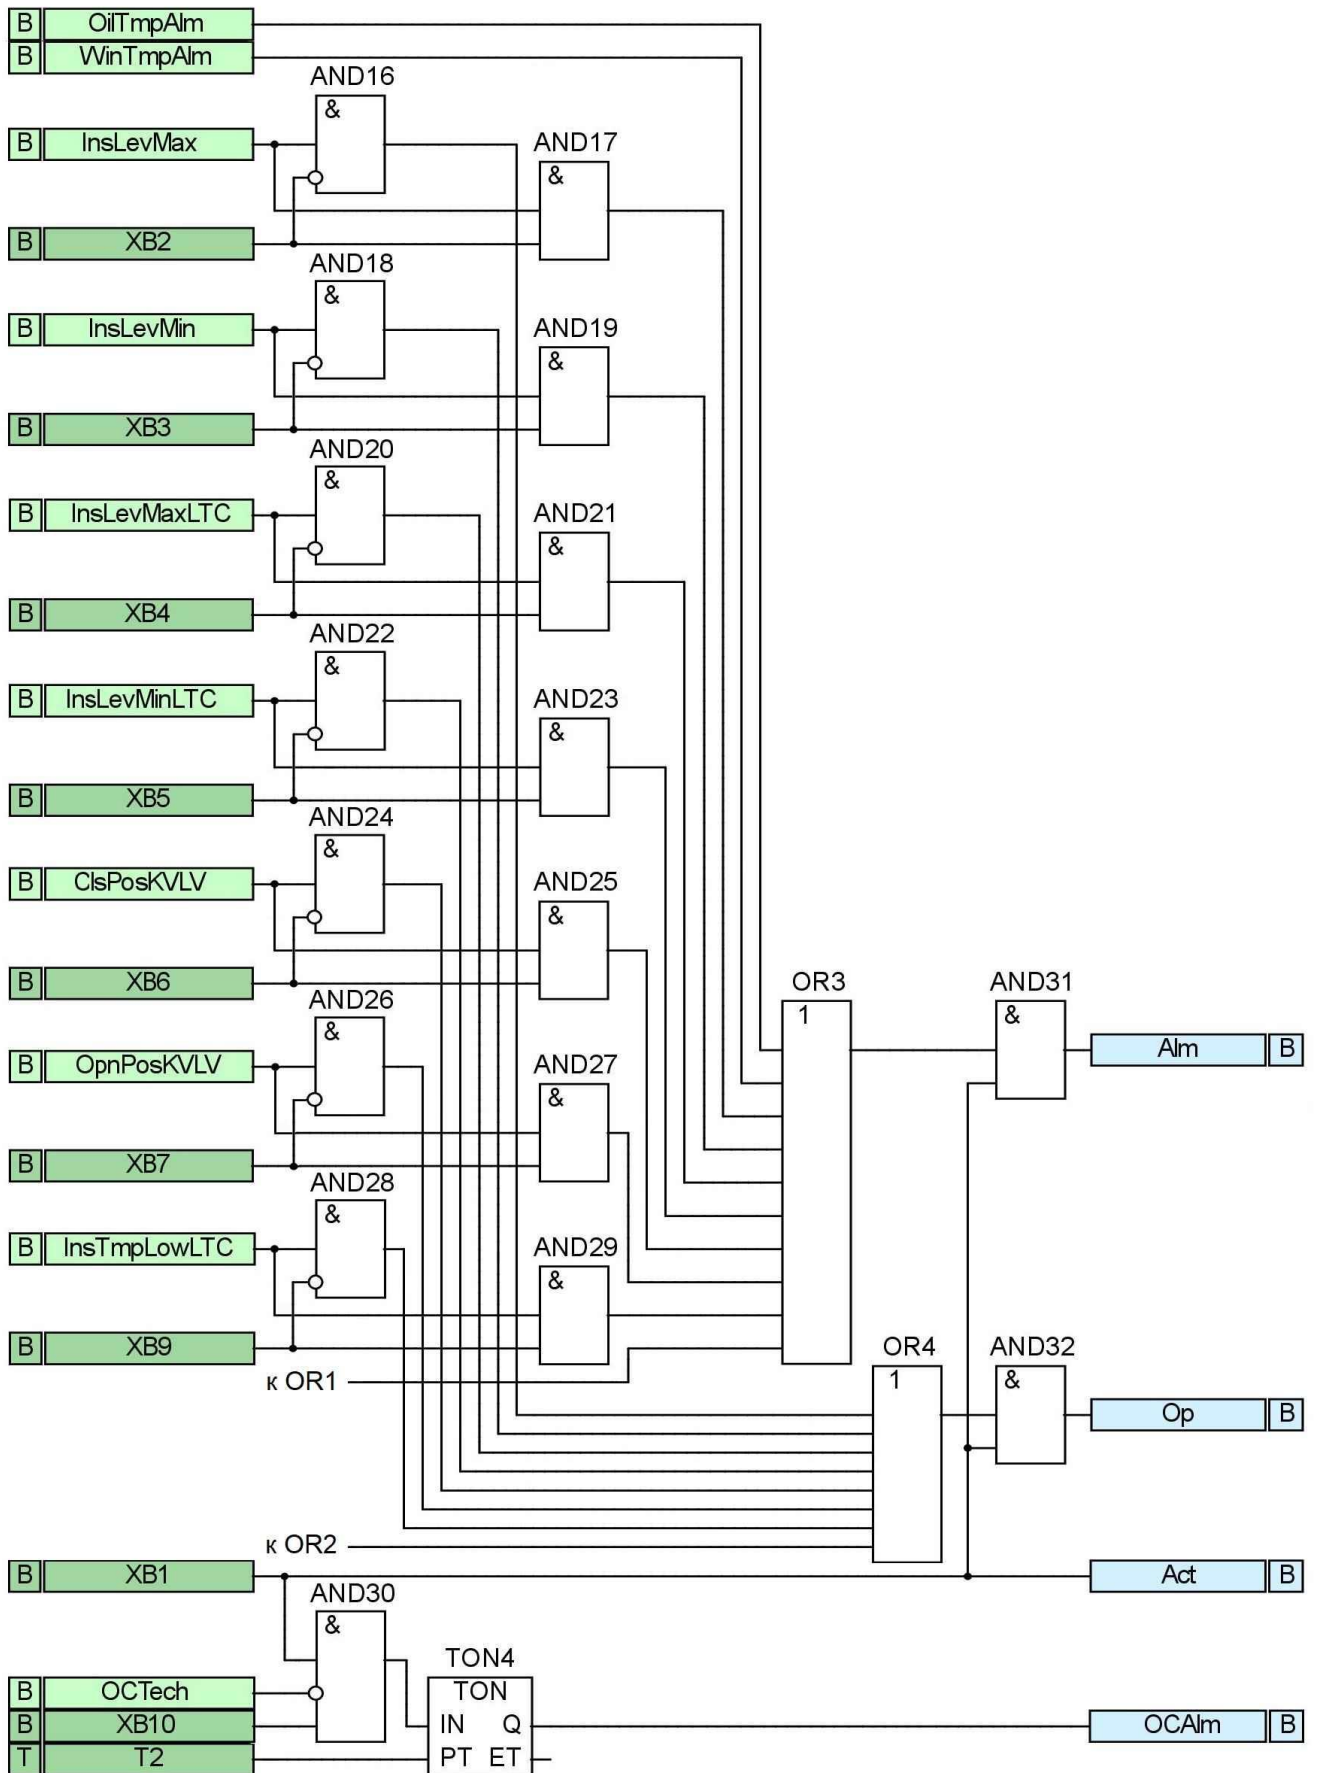 B OilTmpAlm
B WinTmpAlm
AND16
&
B InsLevMax
AND17
&
B XB2
AND18
&
B InsLevMin
AND19
&
B XB3
AND20
&
B InsLevMaxLTC
AND21
&
B XB4
AND22
&
B InsLevMinLTC
AND23
&
B XB5
AND24
&
B ClsPosKVLV
AND25
&
B XB6
OR3
AND31
1
&
AND26
&
Alm B
B OpnPosKVLV
AND27
&
B XB7
AND28
&
B InsTmpLowLTC
AND29
&
B XB9
OR4
AND32
к OR1
1
&
Op B
к OR2
B XB1
Act B
AND30
&
TON4
B OCTech
TON
B XB10
IN Q
OCAlm B
T T2
PT ET